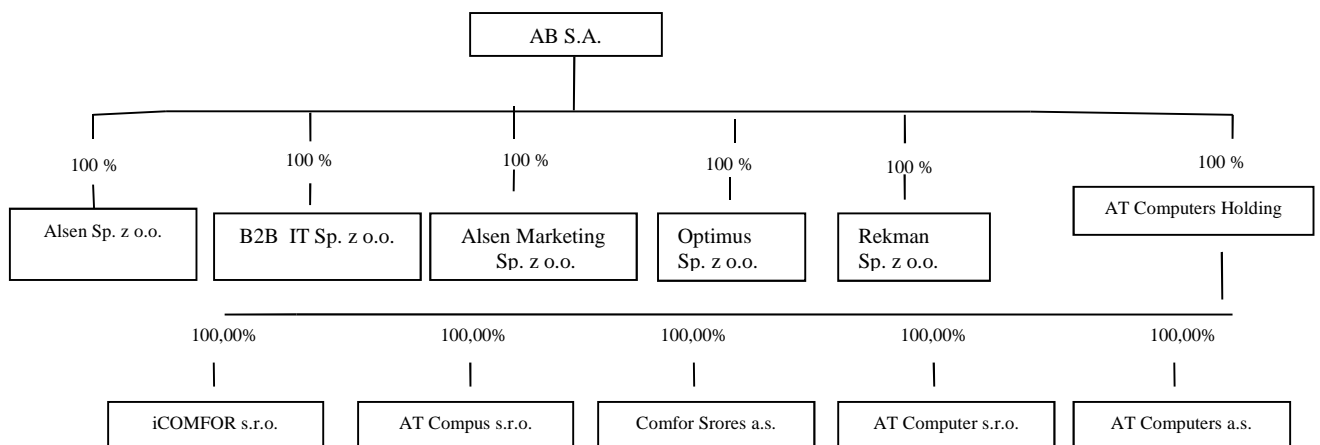 AB S.A.
100 %
100 %
100 %
100 %
100 %
100 %
Alsen Sp. z o.o.
B2B IT Sp. z o.o.
Alsen Marketing
Sp. z o.o.
Optimus
Sp. z o.o.
Rekman
Sp. z o.o.
AT Computers Holding
100,00%
100,00%
100,00%
100,00%
100,00%
iCOMFOR s.r.o.
AT Compus s.r.o.
Comfor Srores a.s.
AT Computer s.r.o.
AT Computers a.s.